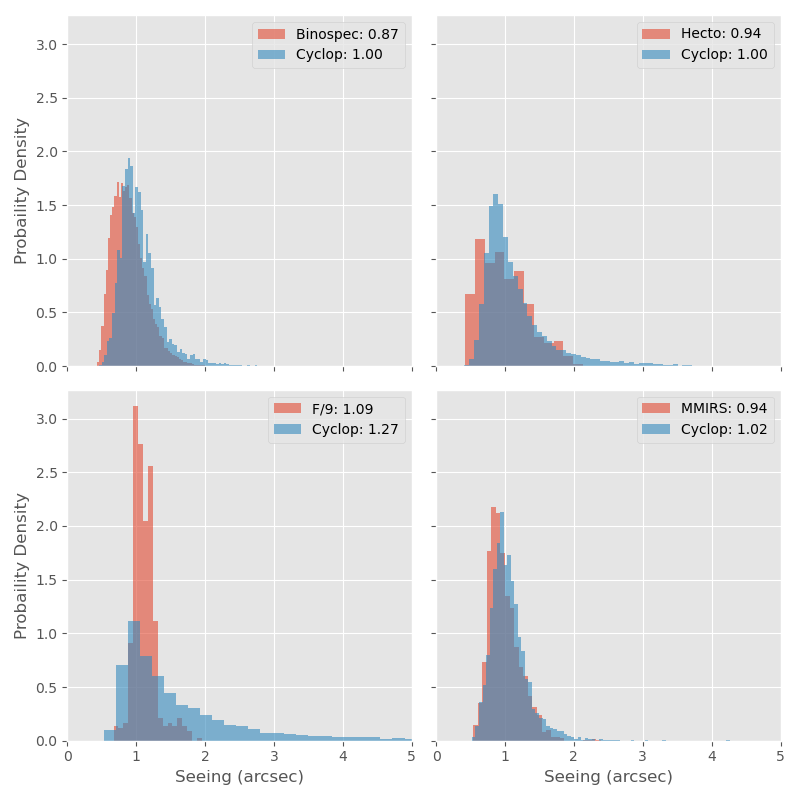 Binospec: 0.87
Cyclop: 1.00
Hecto: 0.94
Cyclop: 1.00
3.0
2.5
2.0
1.5
1.0
0.5
0.0
Probaility Density
F/9: 1.09
Cyclop: 1.27
MMIRS: 0.94
Cyclop: 1.02
3.0
2.5
2.0
1.5
1.0
0.5
0.0
Probaility Density
0 1 2 3 4 5
0 1 2 3 4 5
Seeing (arcsec)
Seeing (arcsec)